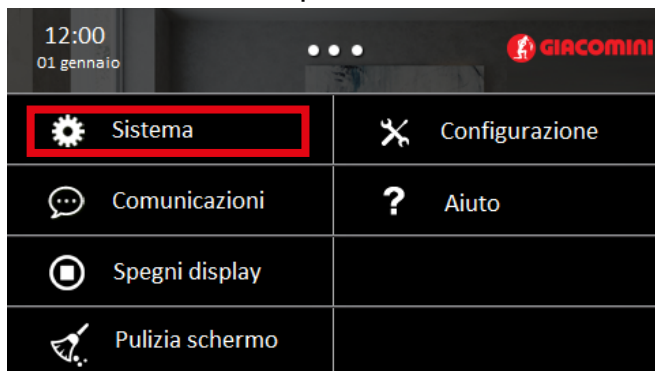 12:00
01 gennaio
GIACOMINI
Sistema
Configurazione
Comunicazioni
? Aiuto
Spegni display
Pulizia schermo